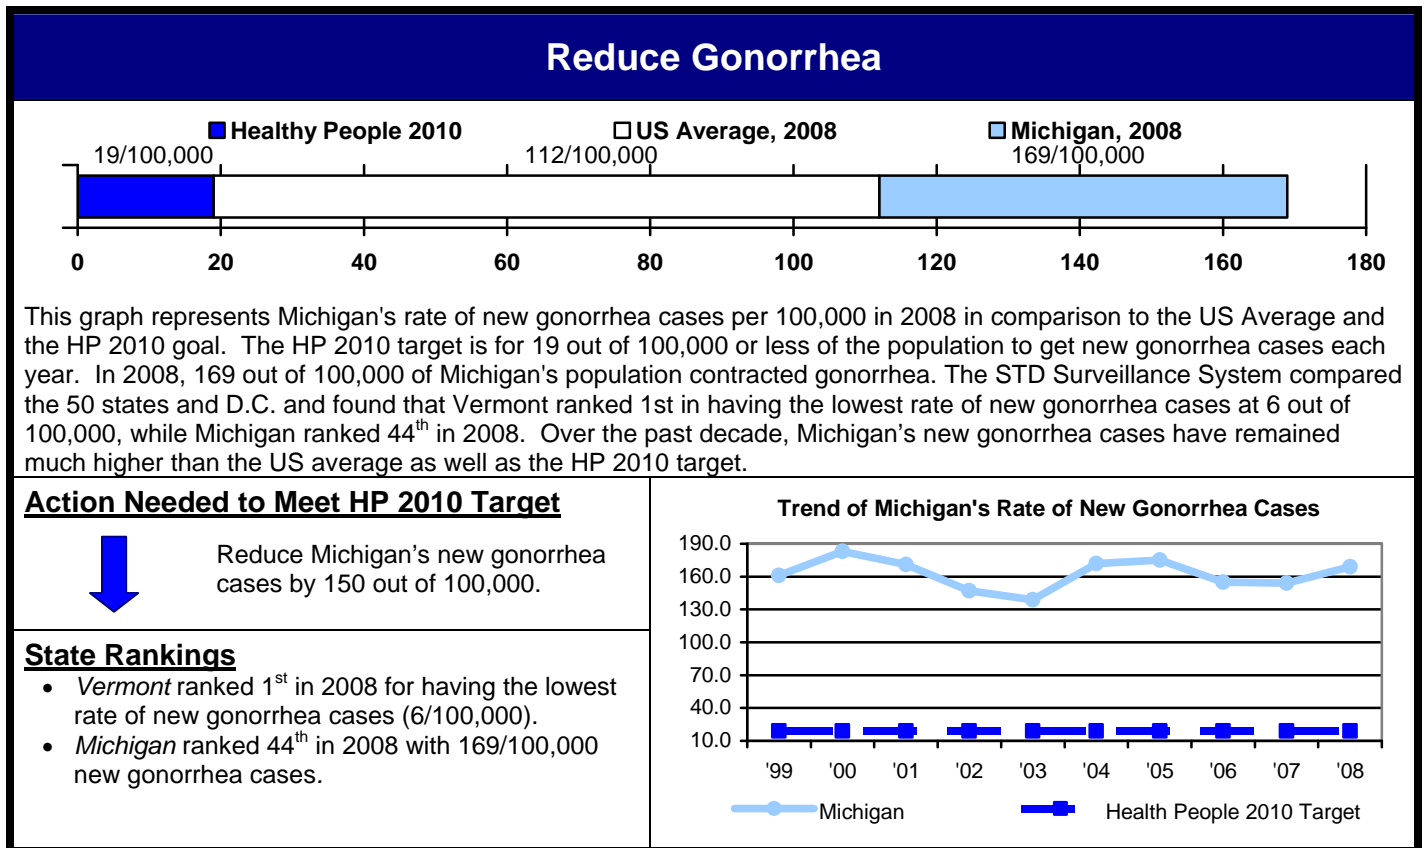 Reduce Gonorrhea
Healthy People 2010 US Average, 2008 Michigan, 2008
19/100,000 112/100,000 169/100,000
0 20 40 60 80 100 120 140 160 180
This graph represents Michigan's rate of new gonorrhea cases per 100,000 in 2008 in comparison to the US Average and
the HP 2010 goal. The HP 2010 target is for 19 out of 100,000 or less of the population to get new gonorrhea cases each
year. In 2008, 169 out of 100,000 of Michigan's population contracted gonorrhea. The STD Surveillance System compared
the 50 states and D.C. and found that Vermont ranked 1st in having the lowest rate of new gonorrhea cases at 6 out of
100,000, while Michigan ranked 44th in 2008. Over the past decade, Michigan’s new gonorrhea cases have remained
much higher than the US average as well as the HP 2010 target.
Action Needed to Meet HP 2010 Target
Reduce Michigan’s new gonorrhea
cases by 150 out of 100,000.
State Rankings
• Vermont ranked 1st in 2008 for having the lowest
rate of new gonorrhea cases (6/100,000).
• Michigan ranked 44th in 2008 with 169/100,000
new gonorrhea cases.
Trend of Michigan's Rate of New Gonorrhea Cases
190.0
160.0
130.0
100.0
70.0
40.0
10.0
'99 '00 '01 '02 '03 '04 '05 '06 '07 '08
Michigan Health People 2010 Target